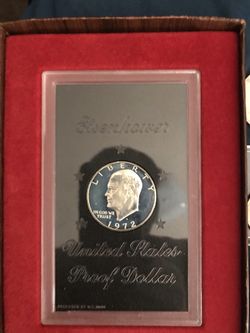 Eisenhower
LIBERTY
IN GOD WE
TRUST
1972
United States
Proof Dollar